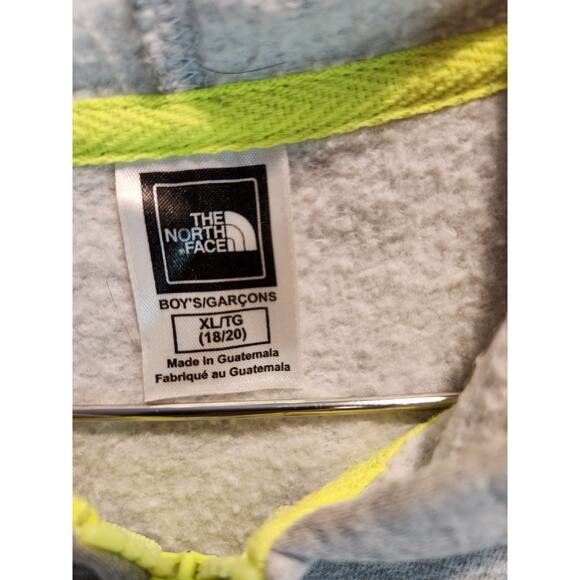 THE
NORTH
FACE
BOY'S/GARÇONS
XL/TG
(18/20)
Made in Guatemala
Fabriqué au Guatemala